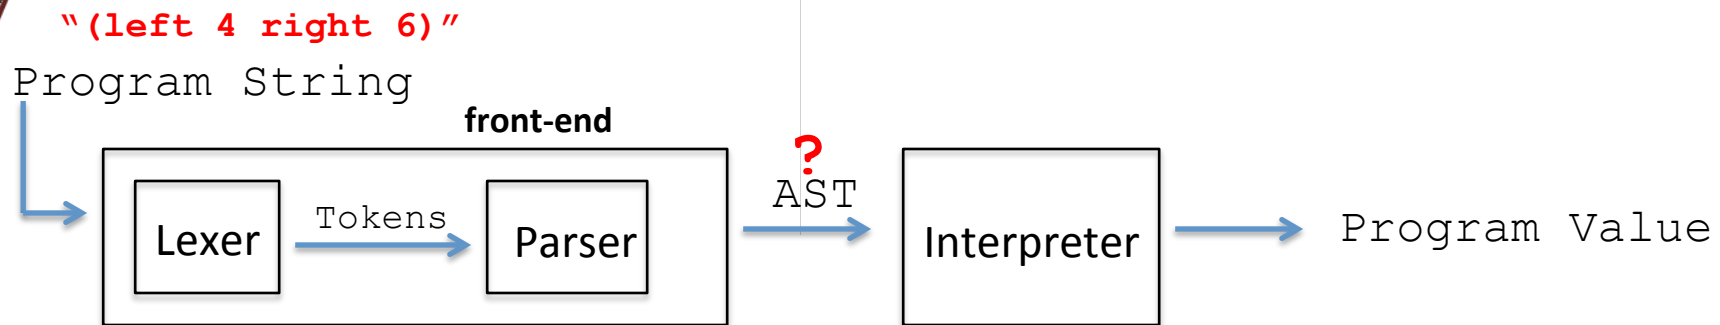 “(left 4 right 6)”
Program String
front-end
?
AST
Lexer
Tokens
Parser
Interpreter
Program Value